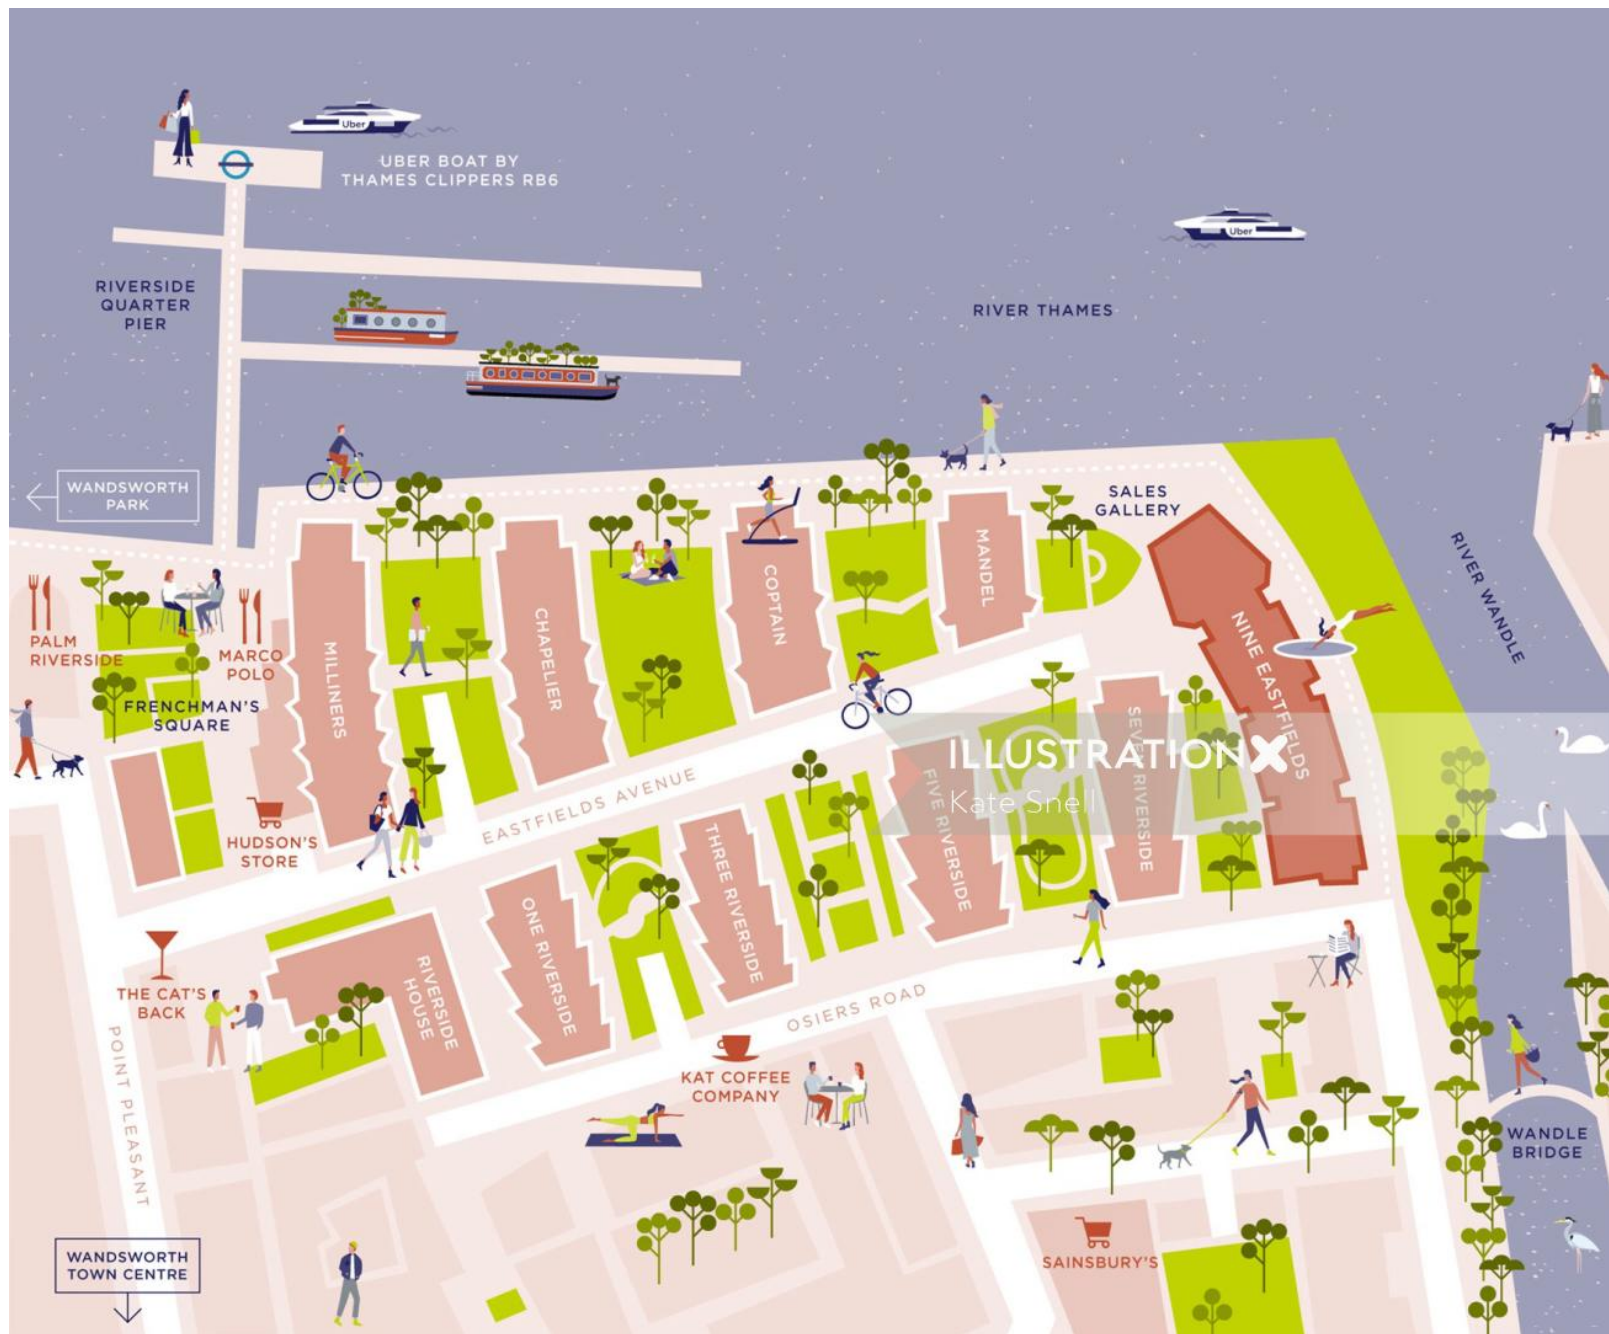 Uber
UBER BOAT BY
THAMES CLIPPERS RB6
Uber
RIVERSIDE
QUARTER
PIER
RIVER THAMES
WANDSWORTH
PARK
SALES
GALLERY
RIVER WANDLE
PALM
RIVERSIDE
MARCO
POLO
FRENCHMAN'S
SQUARE
MILLINERS
CHAPELIER
COPTAIN
MANDEL
NINE EASTFIELDS
HUDSON'S
STORE
EASTFIELDS AVENUE
ILLUSTRATIONX
Kate Snell
FIVE RIVERSIDE
SEVEN RIVERSIDE
THREE RIVERSIDE
ONE RIVERSIDE
RIVERSIDE
HOUSE
THE CAT'S
BACK
POINT PLEASANT
OSIERS ROAD
KAT COFFEE
COMPANY
WANDLE
BRIDGE
SAINSBURY'S
WANDSWORTH
TOWN CENTRE